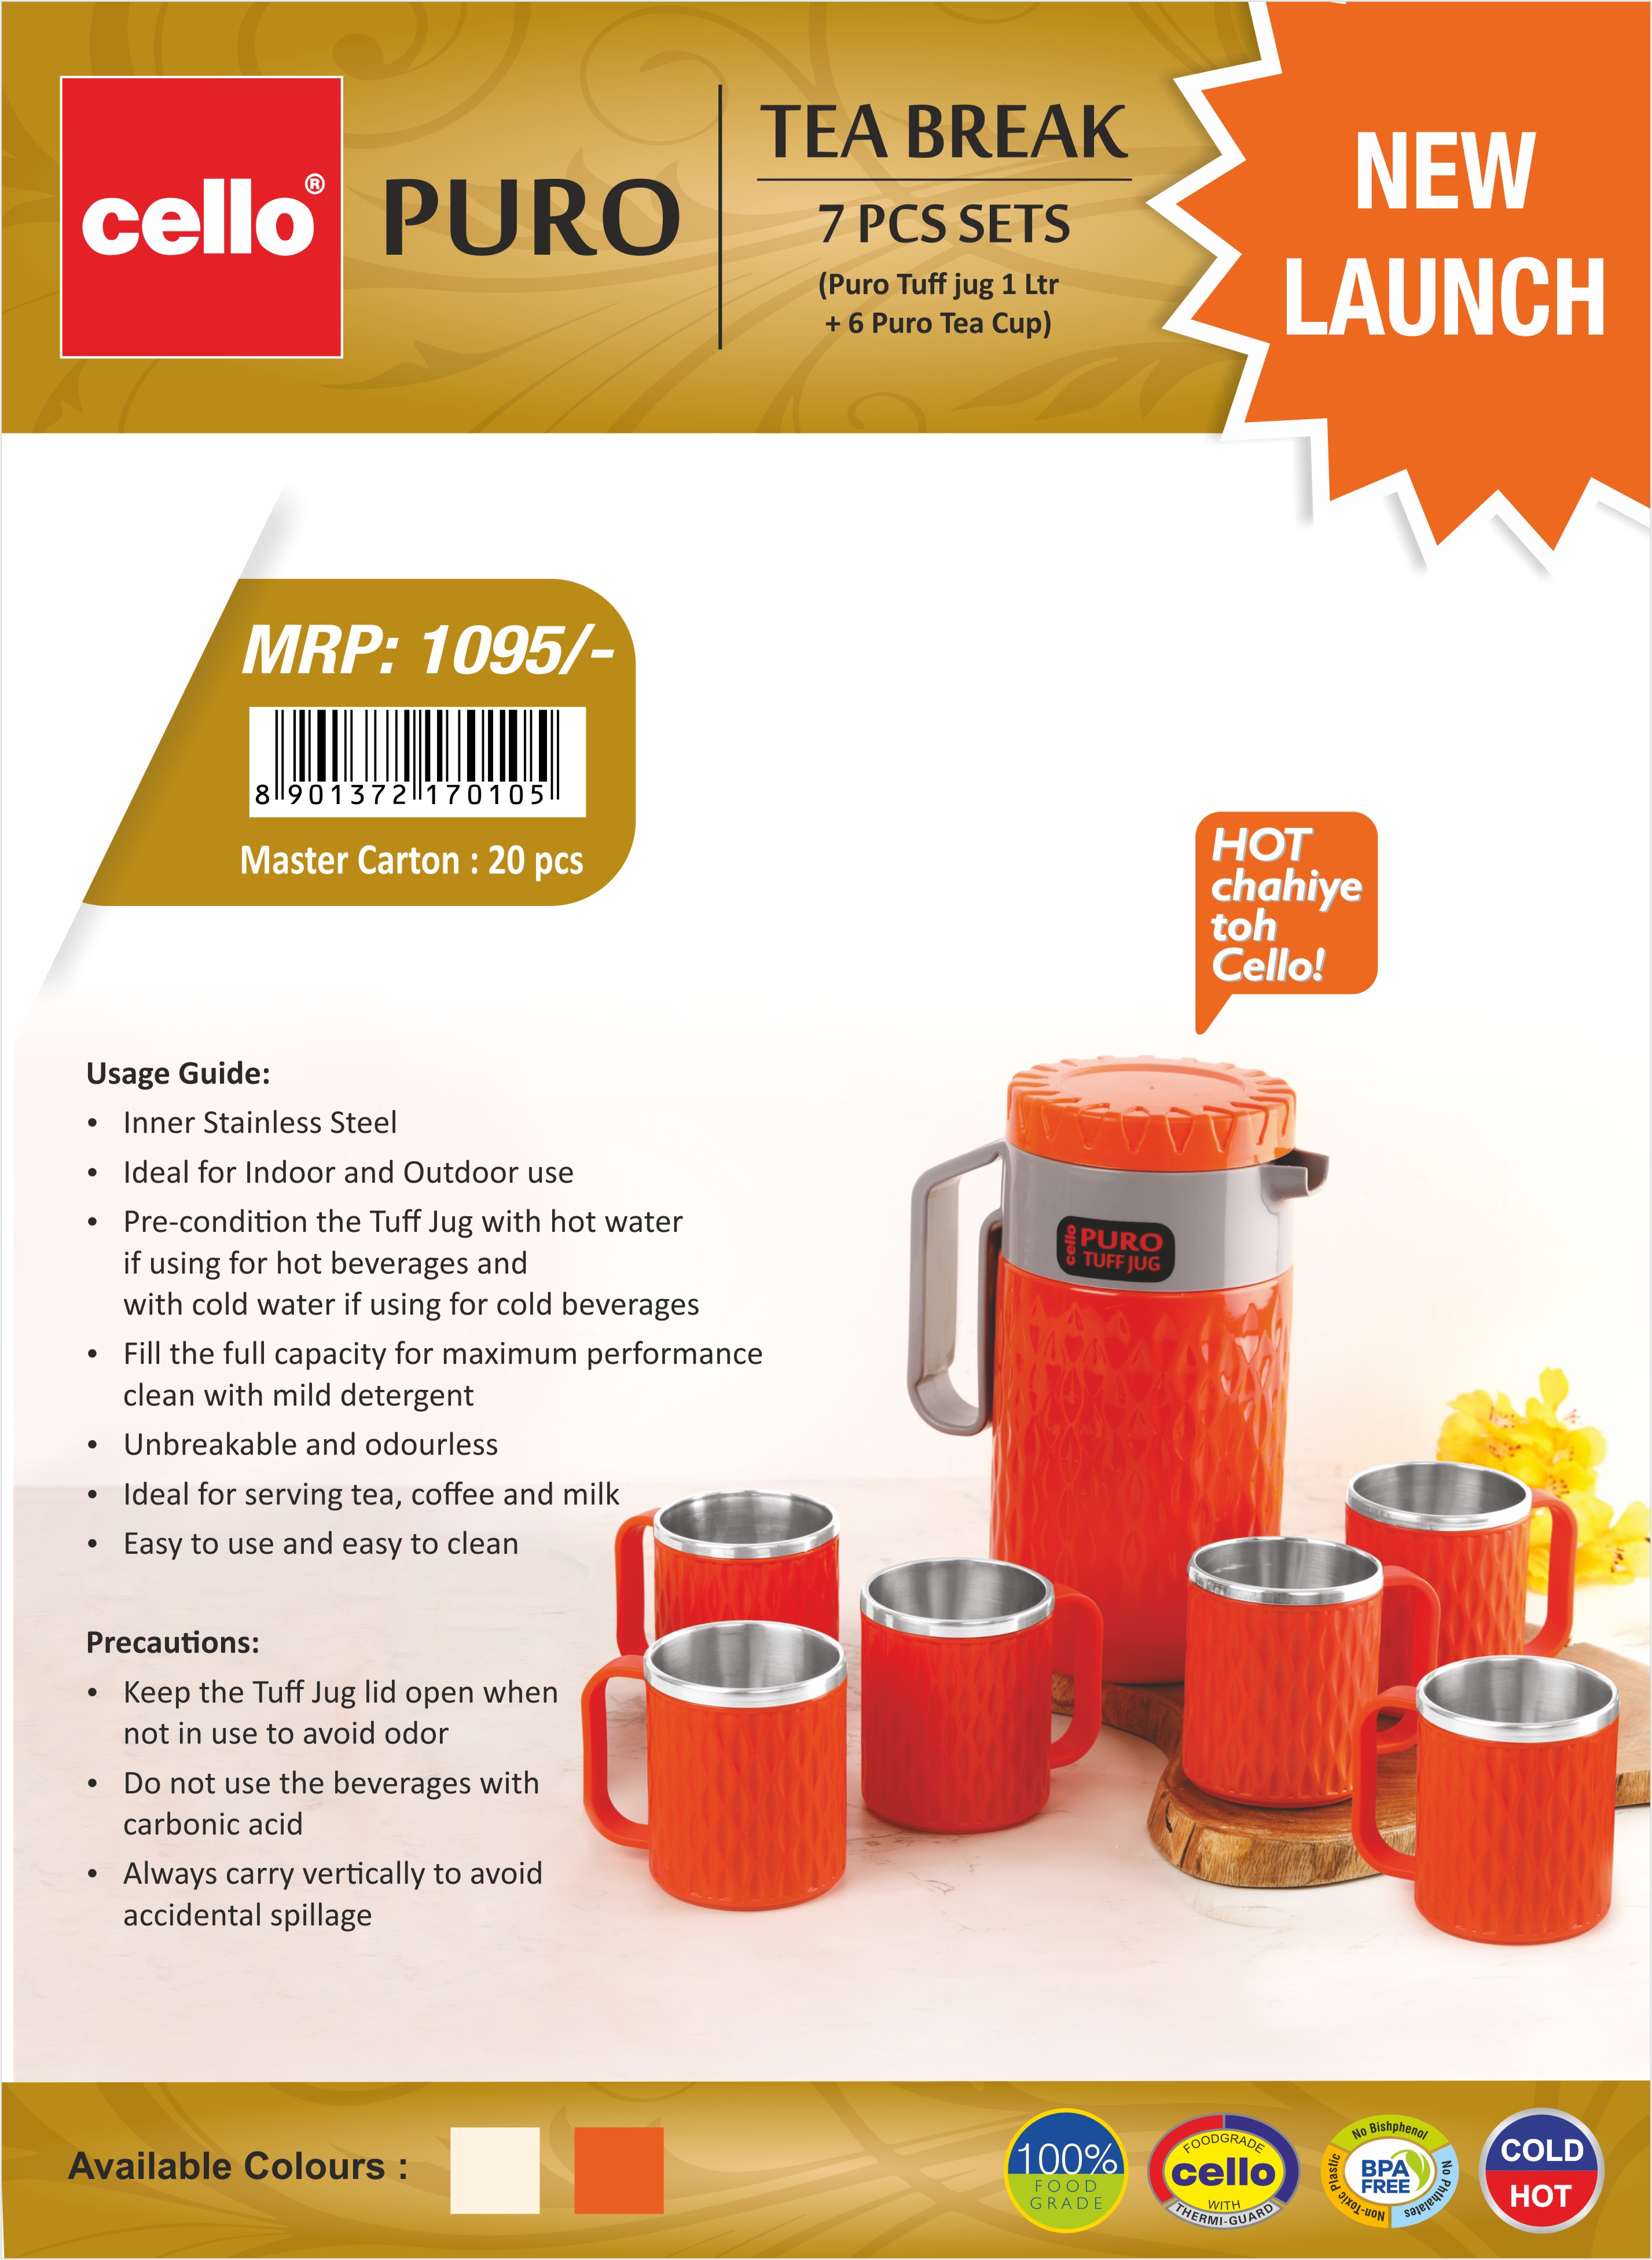 cello®
PURO
TEA BREAK
7 PCS SETS
(Puro Tuff jug 1 Ltr
+ 6 Puro Tea Cup)
NEW
LAUNCH
MRP: 1095/-
8 901372 170105
Master Carton : 20 pcs
HOT
chahiye
toh
Cello!
Usage Guide:
• Inner Stainless Steel
• Ideal for Indoor and Outdoor use
• Pre-condition the Tuff Jug with hot water
if using for hot beverages and
with cold water if using for cold beverages
• Fill the full capacity for maximum performance
clean with mild detergent
• Unbreakable and odourless
• Ideal for serving tea, coffee and milk
• Easy to use and easy to clean
Precautions:
• Keep the Tuff Jug lid open when
not in use to avoid odor
• Do not use the beverages with
carbonic acid
• Always carry vertically to avoid
accidental spillage
cello
PURO
TUFF JUG
Available Colours :
100%
FOOD
GRADE
FOODGRADE
cello
WITH
THERMI-GUARD
No Bishphenol
No Phthalates
Non-Toxic Plastic
BPA
FREE
COLD
HOT